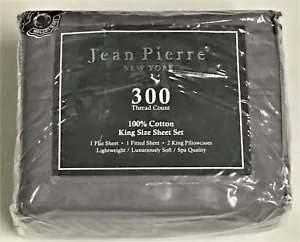 Jean Pierre®
NEW YORK
300
Thread Count
100% Cotton
King Size Sheet Set
1 Flat Sheet • 1 Fitted Sheet • 2 King Pillowcases
Lightweight / Luxuriously Soft / Spa Quality